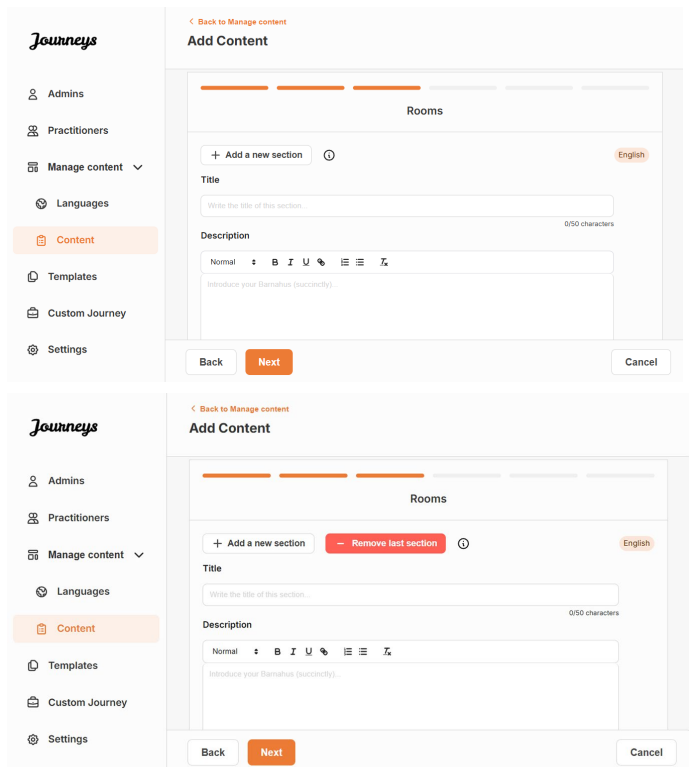 Back to Manage content
Journeys
Add Content
Rooms
Admins
Practitioners
Manage content
Languages
Content
Templates
Custom Journey
Settings
+ Add a new section
English
Title
Write the title of this section...
0/50 characters
Description
Normal B I U
Introduce your Barnahus (succinctly)...
Back Next Cancel
Back to Manage content
Journeys
Add Content
Rooms
Admins
Practitioners
Manage content
Languages
Content
Templates
Custom Journey
Settings
+ Add a new section − Remove last section
English
Title
Write the title of this section...
0/50 characters
Description
Normal B I U
Introduce your Barnahus (succinctly)...
Back Next Cancel